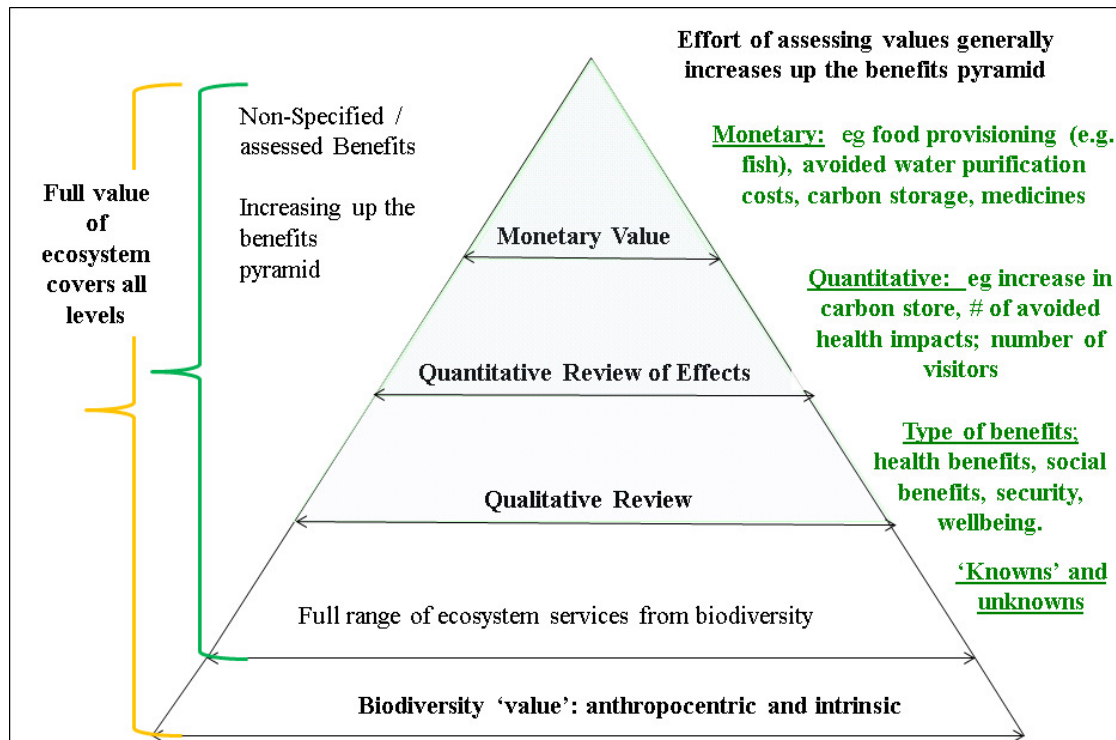 Effort of assessing values generally
increases up the benefits pyramid
Non-Specified /
assessed Benefits
Increasing up the
benefits
pyramid
Full value
of
ecosystem
covers all
levels
Monetary: eg food provisioning (e.g.
fish), avoided water purification
costs, carbon storage, medicines
Monetary Value
Quantitative: eg increase in
carbon store, # of avoided
health impacts; number of
visitors
Quantitative Review of Effects
Type of benefits;
health benefits, social
benefits, security,
wellbeing.
Qualitative Review
‘Knowns’ and
unknowns
Full range of ecosystem services from biodiversity
Biodiversity ‘value’: anthropocentric and intrinsic